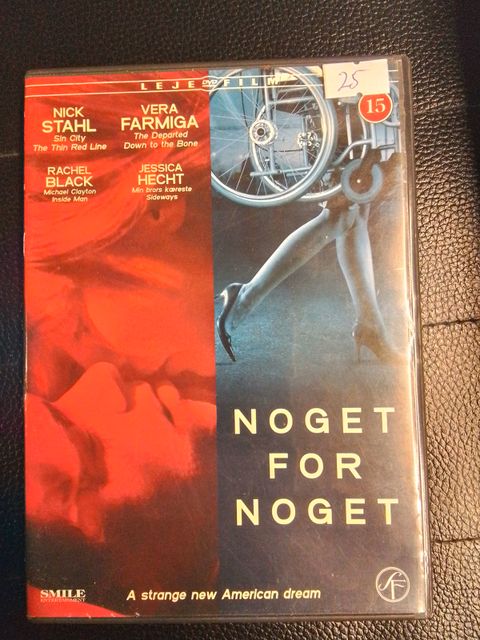 LEJE DVD FILM
25
15
NICK
STAHL
Sin City
The Thin Red Line
VERA
FARMIGA
The Departed
Down to the Bone
RACHEL
BLACK
Michael Clayton
Inside Man
JESSICA
HECHT
Min brors kæreste
Sideways
NOGET
FOR
NOGET
SMILE
ENTERTAINMENT
A strange new American dream
SF